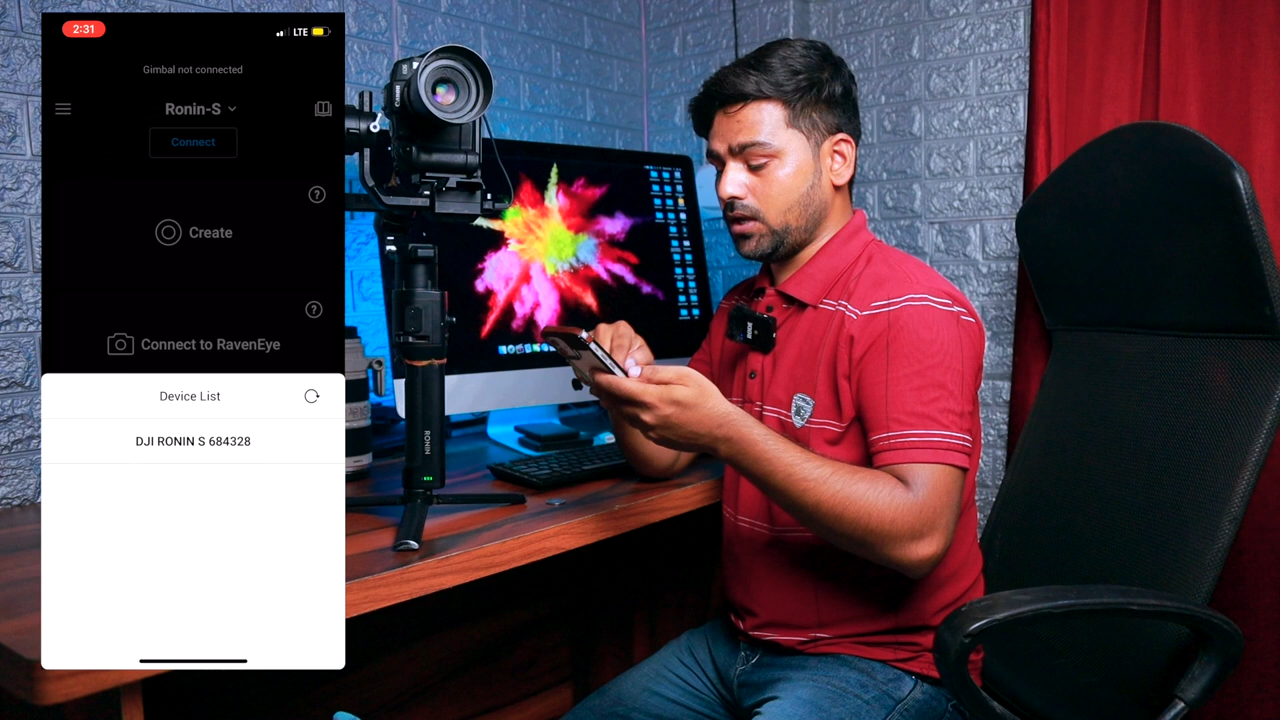 2:31
LTE
Gimbal not connected
Ronin-S
Connect
Create
Connect to RavenEye
Device List
DJI RONIN S 684328
Canon
RONIN
RODE